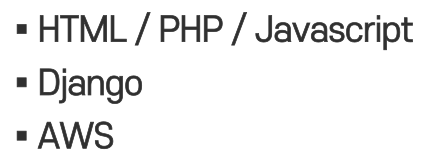 ▪ HTML / PHP / Javascript
▪ Django
▪ AWS